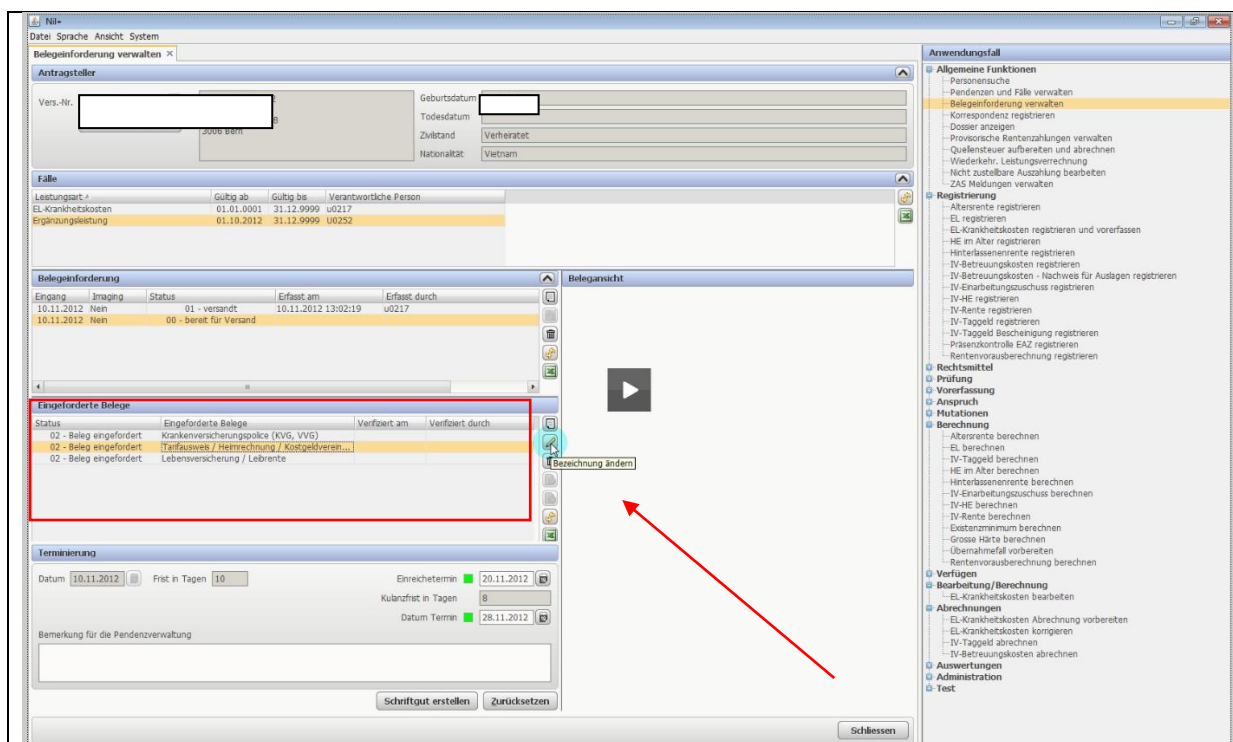 Nil+
Datei Sprache Ansicht System
Belegeinforderung verwalten ×
Antragsteller
Vers.-Nr.
3006 Bern
Geburtsdatum
Todesdatum
Zivilstand Verheiratet
Nationalität Vietnam
Fälle
Leistungsart Gültig ab Gültig bis Verantwortliche Person
EL-Krankheitskosten 01.01.0001 31.12.9999 u0217
Ergänzungsleistung 01.10.2012 31.12.9999 U0252
Belegeinforderung
Eingang Imaging Status Erfasst am Erfasst durch
10.11.2012 Nein 01 - versandt 10.11.2012 13:02:19 u0217
10.11.2012 Nein 00 - bereit für Versand
Belegansicht
Eingeforderte Belege
Status Eingeforderte Belege Verifiziert am Verifiziert durch
02 - Beleg eingefordert Krankenversicherungspolice (KVG, VVG)
02 - Beleg eingefordert Tarifausweis / Heimrechnung / Kostgeldverein...
02 - Beleg eingefordert Lebensversicherung / Leibrente
Bezeichnung ändern
Terminierung
Datum 10.11.2012 Frist in Tagen 10 Einreichetermin 20.11.2012
Kulanzfrist in Tagen 8
Datum Termin 28.11.2012
Bemerkung für die Pendenzverwaltung
Schriftgut erstellen Zurücksetzen
Schliessen
Anwendungsfall
Allgemeine Funktionen
Personensuche
Pendenzen und Fälle verwalten
Belegeinforderung verwalten
Korrespondenz registrieren
Dossier anzeigen
Provisorische Rentenzahlungen verwalten
Quellensteuer aufbereiten und abrechnen
Wiederkehr. Leistungsverrechnung
Nicht zustellbare Auszahlung bearbeiten
ZAS Meldungen verwalten
Registrierung
Altersrente registrieren
EL registrieren
EL-Krankheitskosten registrieren und vorerfassen
HE im Alter registrieren
Hinterlassenenrente registrieren
IV-Betreuungskosten registrieren
IV-Betreuungskosten - Nachweis für Auslagen registrieren
IV-Einarbeitungszuschuss registrieren
IV-HE registrieren
IV-Rente registrieren
IV-Taggeld registrieren
IV-Taggeld Bescheinigung registrieren
Präsenzkontrolle EAZ registrieren
Rentenvorausberechnung registrieren
Rechtsmittel
Prüfung
Vorerfassung
Anspruch
Mutationen
Berechnung
Altersrente berechnen
EL berechnen
IV-Taggeld berechnen
HE im Alter berechnen
Hinterlassenenrente berechnen
IV-Einarbeitungszuschuss berechnen
IV-HE berechnen
IV-Rente berechnen
Existenzminimum berechnen
Grosse Härte berechnen
Übernahmefall vorbereiten
Rentenvorausberechnung berechnen
Verfügen
Bearbeitung/Berechnung
EL-Krankheitskosten bearbeiten
Abrechnungen
EL-Krankheitskosten Abrechnung vorbereiten
EL-Krankheitskosten korrigieren
IV-Taggeld abrechnen
IV-Betreuungskosten abrechnen
Auswertungen
Administration
Test